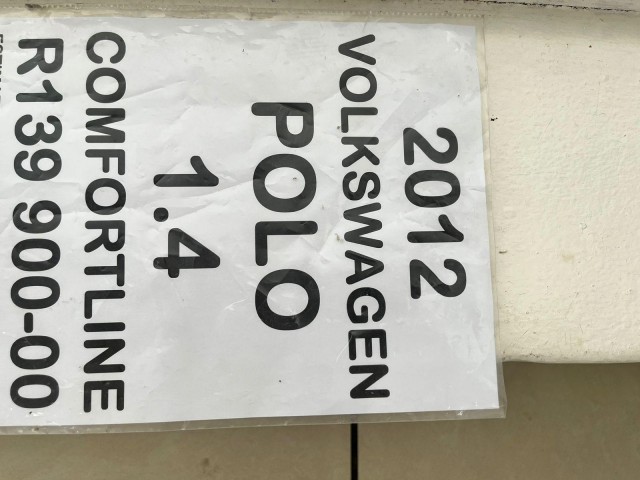 2012
VOLKSWAGEN
POLO
1.4
COMFORTLINE
R139 900-00